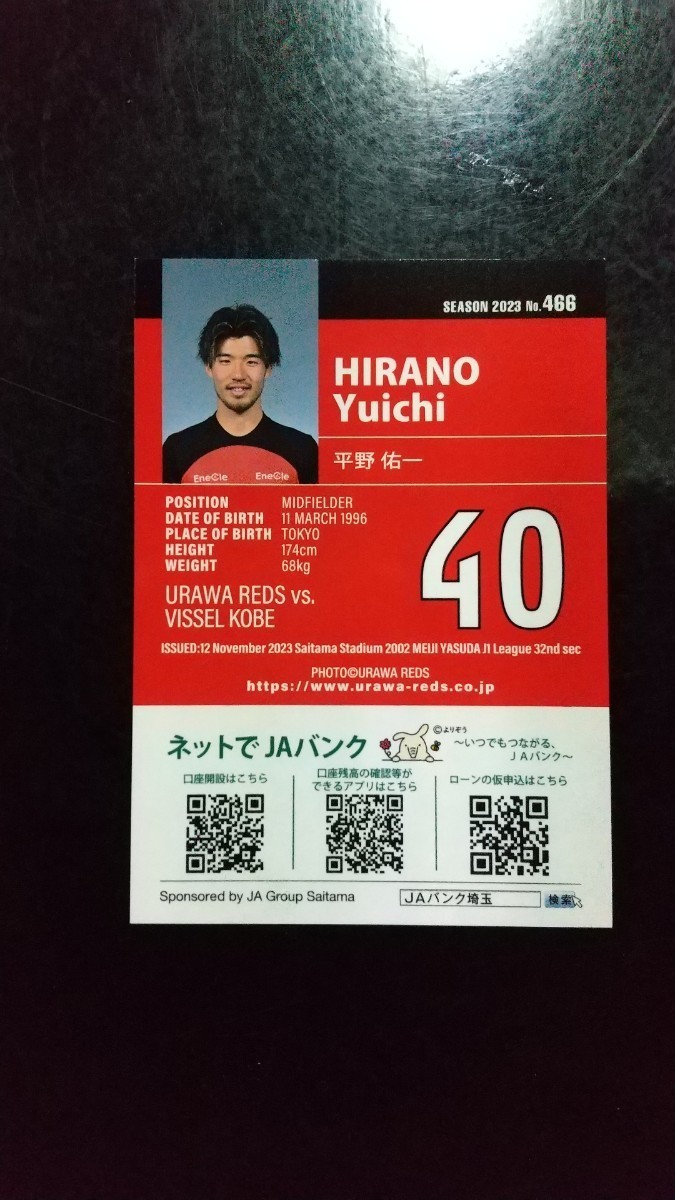 SEASON 2023 No.466
HIRANO
Yuichi
平野 佑一
EneCle EneCle
POSITION MIDFIELDER
DATE OF BIRTH 11 MARCH 1996
PLACE OF BIRTH TOKYO
HEIGHT 174cm
WEIGHT 68kg
40
URAWA REDS vs.
VISSEL KOBE
ISSUED:12 November 2023 Saitama Stadium 2002 MEIJI YASUDA J1 League 32nd sec
PHOTO©URAWA REDS
https://www.urawa-reds.co.jp
ネットでJAバンク
©よりぞう
〜いつでもつながる、
JAバンク〜
口座開設はこちら
口座残高の確認等が
できるアプリはこちら
ローンの仮申込はこちら
Sponsored by JA Group Saitama
JAバンク埼玉 検索